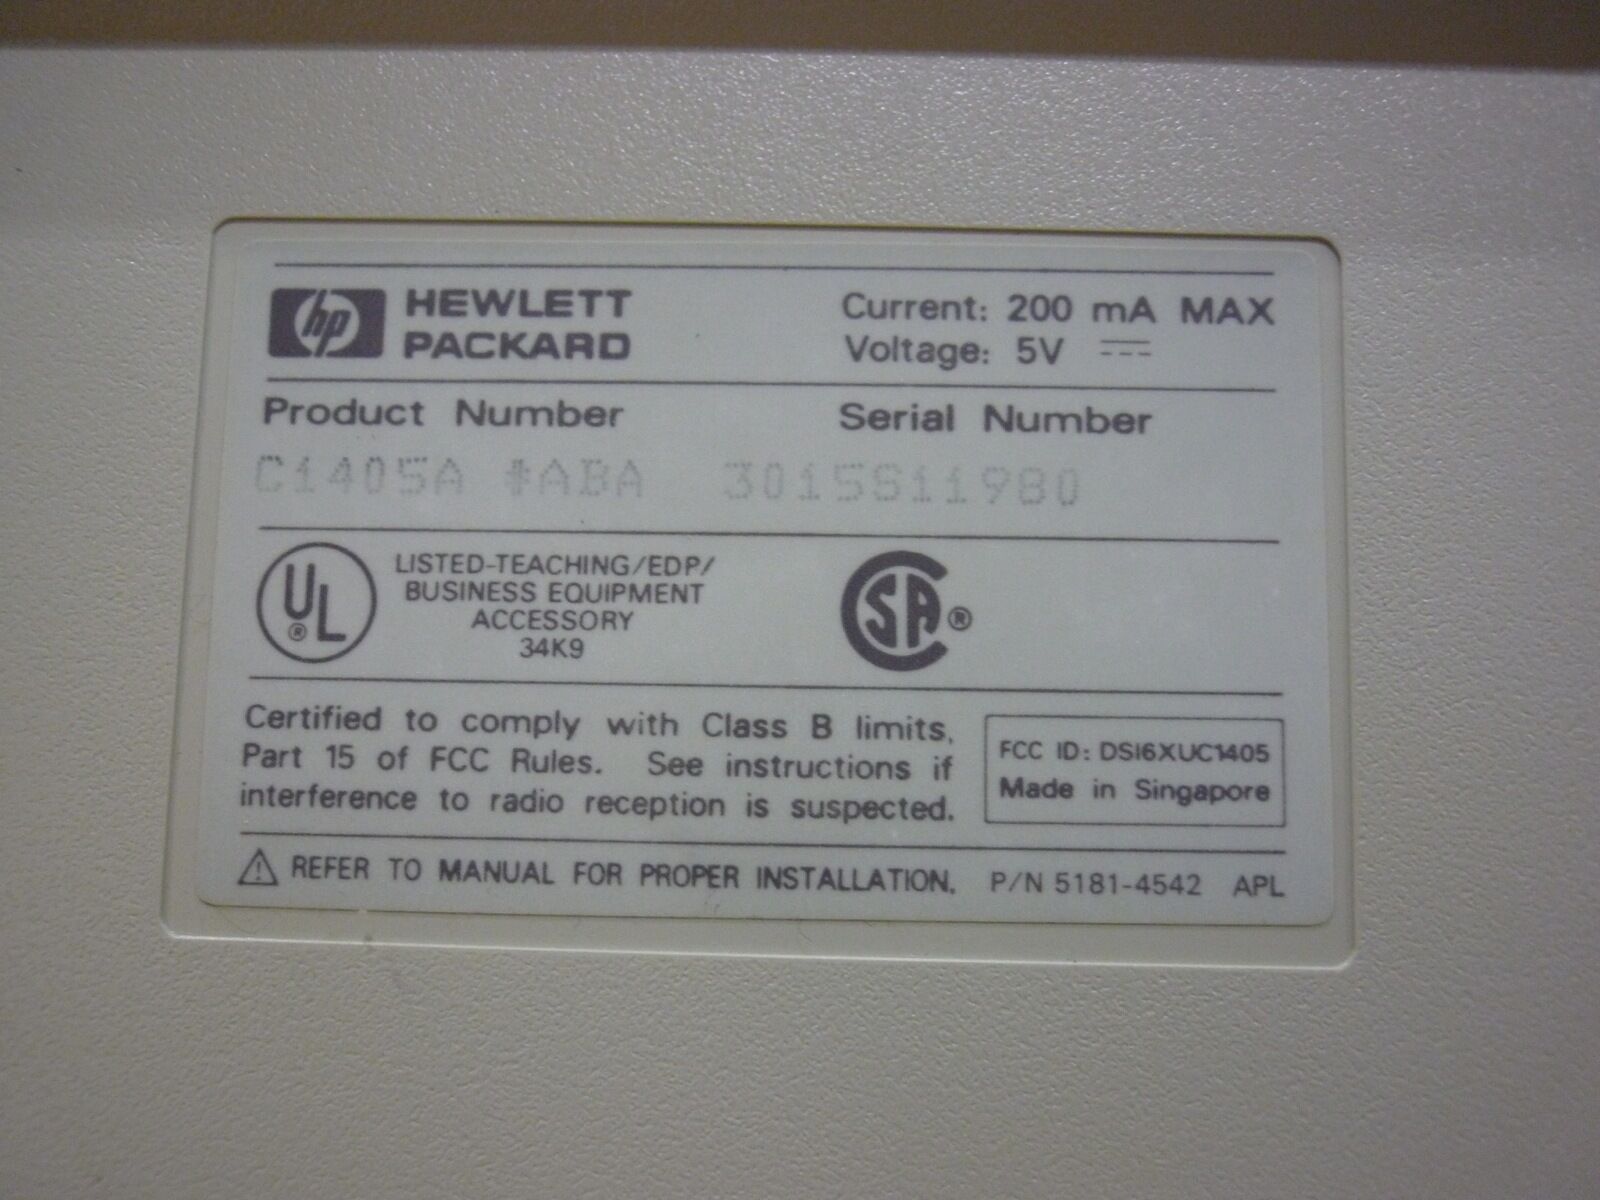 hp HEWLETT PACKARD
Current: 200 mA MAX
Voltage: 5V
Product Number
Serial Number
C1405A #ABA 3015S11980
UL ®
LISTED-TEACHING/EDP/
BUSINESS EQUIPMENT
ACCESSORY
34K9
SA ®
Certified to comply with Class B limits,
Part 15 of FCC Rules. See instructions if
interference to radio reception is suspected.
FCC ID: DSI6XUC1405
Made in Singapore
REFER TO MANUAL FOR PROPER INSTALLATION. P/N 5181-4542 APL